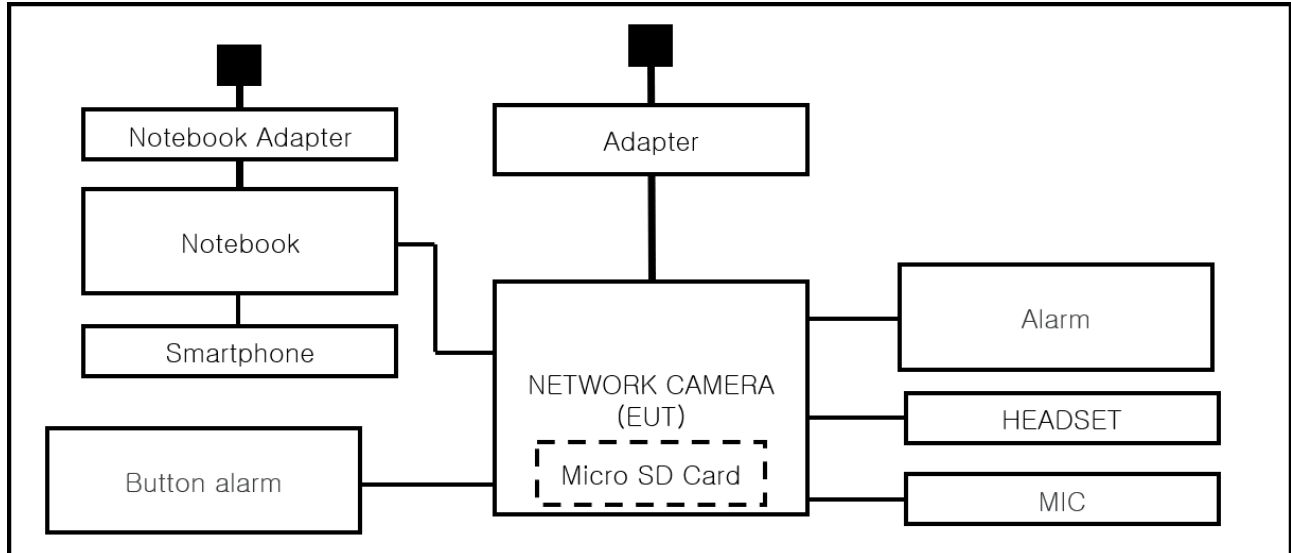 Notebook Adapter
Adapter
Notebook
Smartphone
Button alarm
NETWORK CAMERA
(EUT)
Micro SD Card
Alarm
HEADSET
MIC